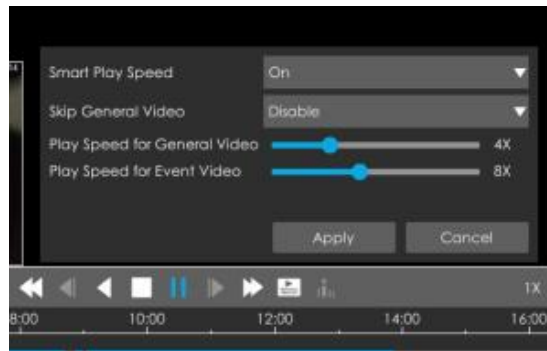 Smart Play Speed On
Skip General Video Disable
Play Speed for General Video 4X
Play Speed for Event Video 8X
Apply Cancel
1X
8:00 10:00 12:00 14:00 16:00